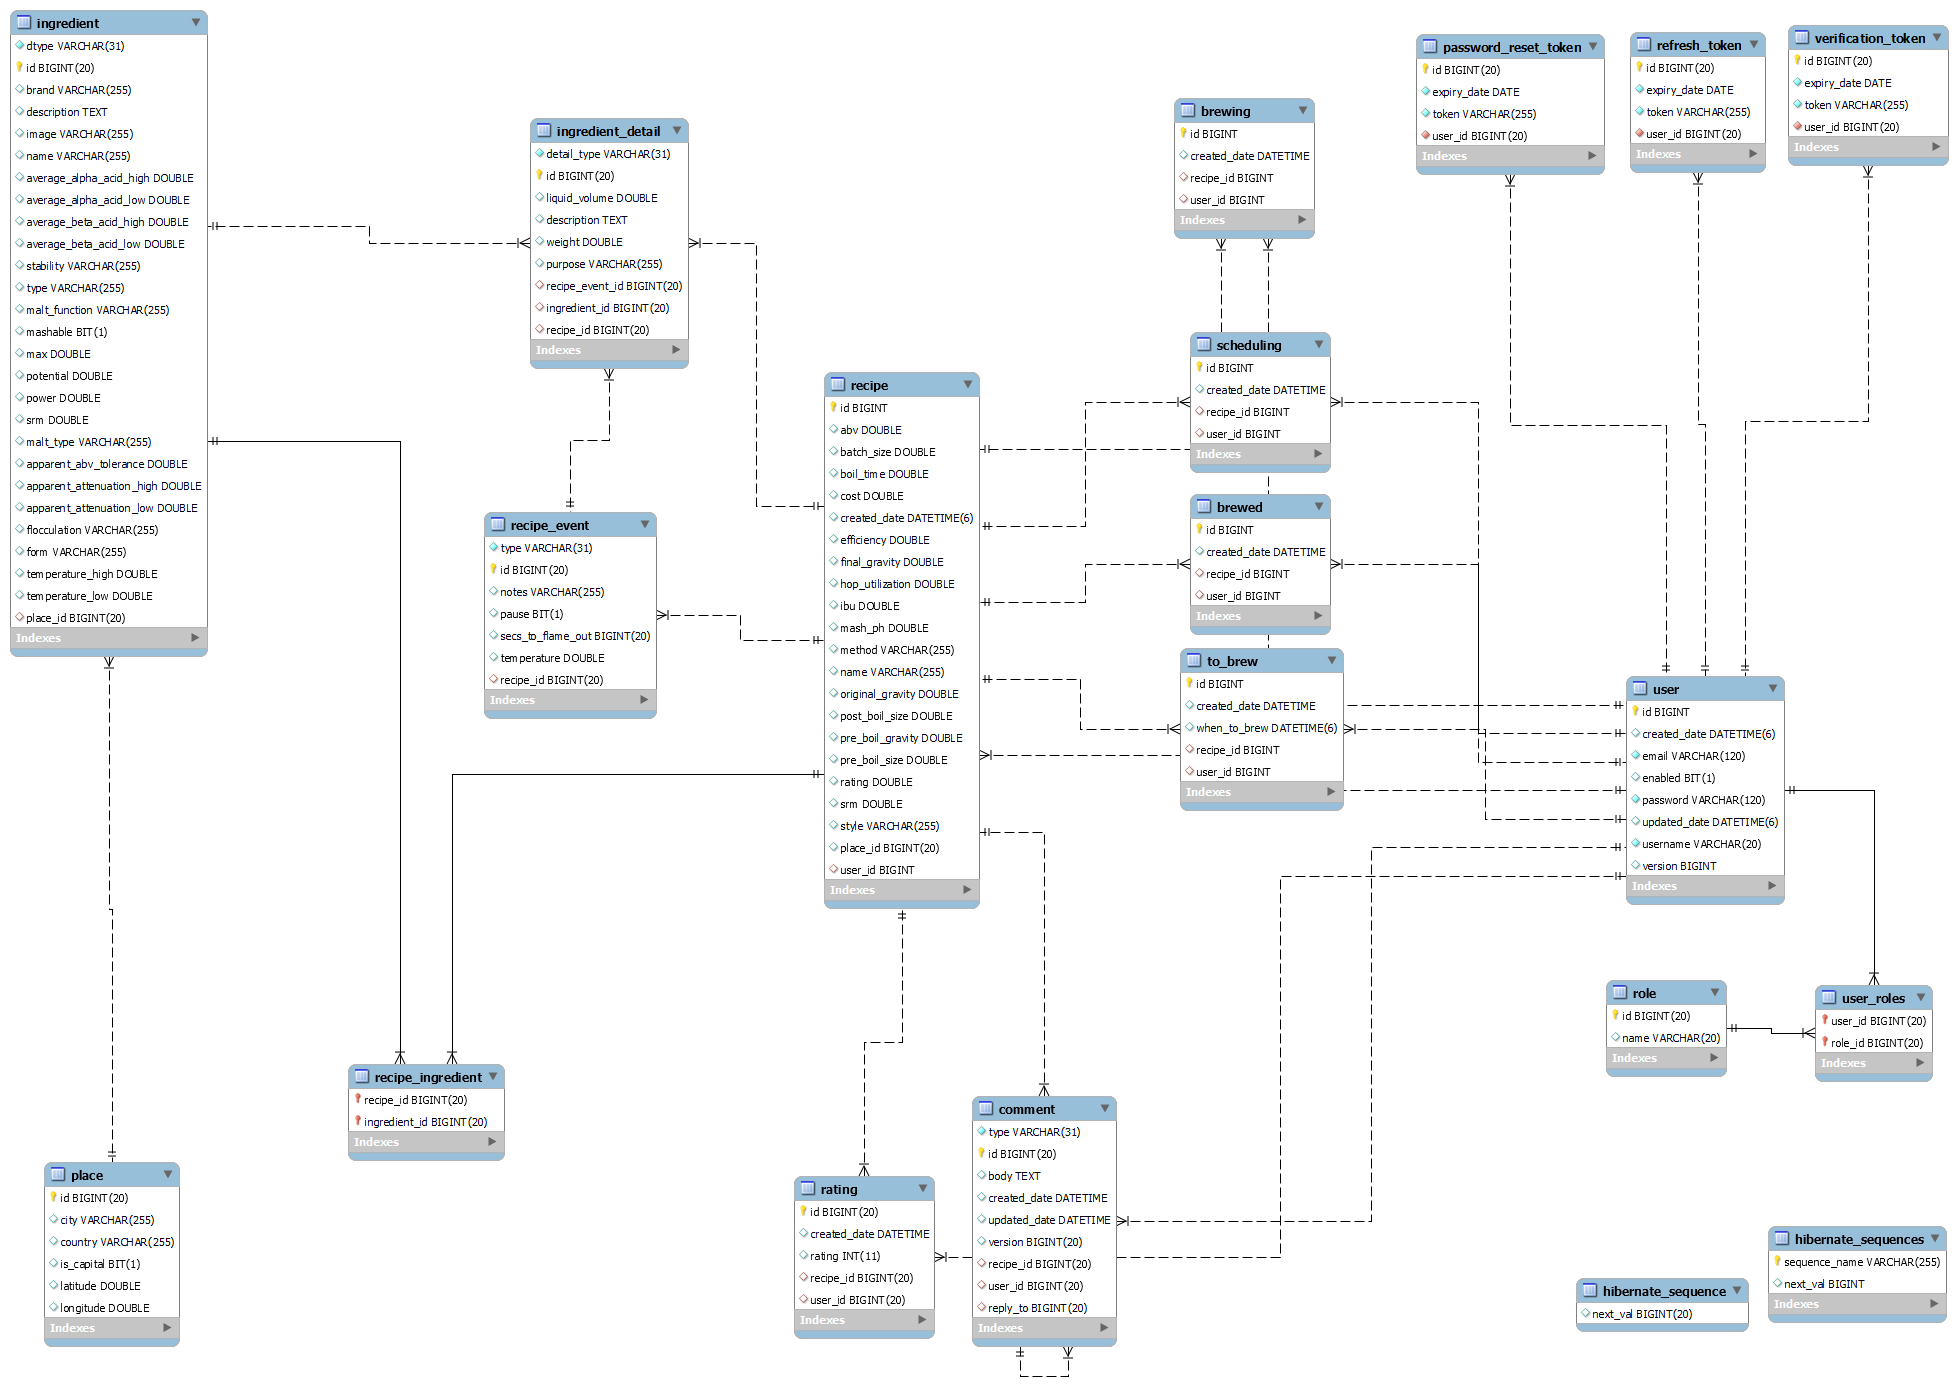 ingredient
dtype VARCHAR(31)
id BIGINT(20)
brand VARCHAR(255)
description TEXT
image VARCHAR(255)
name VARCHAR(255)
average_alpha_acid_high DOUBLE
average_alpha_acid_low DOUBLE
average_beta_acid_high DOUBLE
average_beta_acid_low DOUBLE
stability VARCHAR(255)
type VARCHAR(255)
malt_function VARCHAR(255)
mashable BIT(1)
max DOUBLE
potential DOUBLE
power DOUBLE
srm DOUBLE
malt_type VARCHAR(255)
apparent_abv_tolerance DOUBLE
apparent_attenuation_high DOUBLE
apparent_attenuation_low DOUBLE
flocculation VARCHAR(255)
form VARCHAR(255)
temperature_high DOUBLE
temperature_low DOUBLE
place_id BIGINT(20)
Indexes
ingredient_detail
detail_type VARCHAR(31)
id BIGINT(20)
liquid_volume DOUBLE
description TEXT
weight DOUBLE
purpose VARCHAR(255)
recipe_event_id BIGINT(20)
ingredient_id BIGINT(20)
recipe_id BIGINT(20)
Indexes
recipe_event
type VARCHAR(31)
id BIGINT(20)
notes VARCHAR(255)
pause BIT(1)
secs_to_flame_out BIGINT(20)
temperature DOUBLE
recipe_id BIGINT(20)
Indexes
recipe
id BIGINT
abv DOUBLE
batch_size DOUBLE
boil_time DOUBLE
cost DOUBLE
created_date DATETIME(6)
efficiency DOUBLE
final_gravity DOUBLE
hop_utilization DOUBLE
ibu DOUBLE
mash_ph DOUBLE
method VARCHAR(255)
name VARCHAR(255)
original_gravity DOUBLE
post_boil_size DOUBLE
pre_boil_gravity DOUBLE
pre_boil_size DOUBLE
rating DOUBLE
srm DOUBLE
style VARCHAR(255)
place_id BIGINT(20)
user_id BIGINT
Indexes
brewing
id BIGINT
created_date DATETIME
recipe_id BIGINT
user_id BIGINT
Indexes
scheduling
id BIGINT
created_date DATETIME
recipe_id BIGINT
user_id BIGINT
Indexes
brewed
id BIGINT
created_date DATETIME
recipe_id BIGINT
user_id BIGINT
Indexes
to_brew
id BIGINT
created_date DATETIME
when_to_brew DATETIME(6)
recipe_id BIGINT
user_id BIGINT
Indexes
password_reset_token
id BIGINT(20)
expiry_date DATE
token VARCHAR(255)
user_id BIGINT(20)
Indexes
refresh_token
id BIGINT(20)
expiry_date DATE
token VARCHAR(255)
user_id BIGINT(20)
Indexes
verification_token
id BIGINT(20)
expiry_date DATE
token VARCHAR(255)
user_id BIGINT(20)
Indexes
user
id BIGINT
created_date DATETIME(6)
email VARCHAR(120)
enabled BIT(1)
password VARCHAR(120)
updated_date DATETIME(6)
username VARCHAR(20)
version BIGINT
Indexes
role
id BIGINT(20)
name VARCHAR(20)
Indexes
user_roles
user_id BIGINT(20)
role_id BIGINT(20)
Indexes
recipe_ingredient
recipe_id BIGINT(20)
ingredient_id BIGINT(20)
Indexes
place
id BIGINT(20)
city VARCHAR(255)
country VARCHAR(255)
is_capital BIT(1)
latitude DOUBLE
longitude DOUBLE
Indexes
rating
id BIGINT(20)
created_date DATETIME
rating INT(11)
recipe_id BIGINT(20)
user_id BIGINT(20)
Indexes
comment
type VARCHAR(31)
id BIGINT(20)
body TEXT
created_date DATETIME
updated_date DATETIME
version BIGINT(20)
recipe_id BIGINT(20)
user_id BIGINT(20)
reply_to BIGINT(20)
Indexes
hibernate_sequence
next_val BIGINT(20)
hibernate_sequences
sequence_name VARCHAR(255)
next_val BIGINT
Indexes